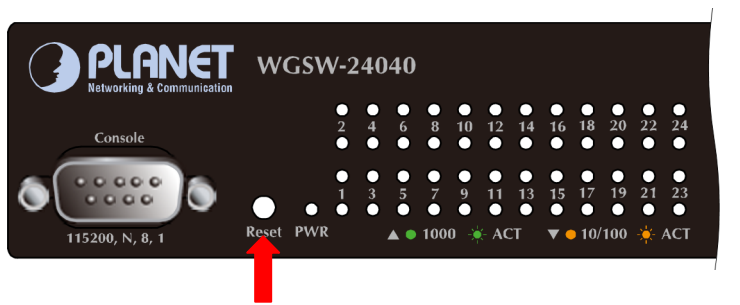 PLANET
Networking & Communication
WGSW-24040
Console
2 4 6 8 10 12 14 16 18 20 22 24
1 3 5 7 9 11 13 15 17 19 21 23
115200, N, 8, 1
Reset PWR
▲ 1000 ACT ▼ 10/100 ACT